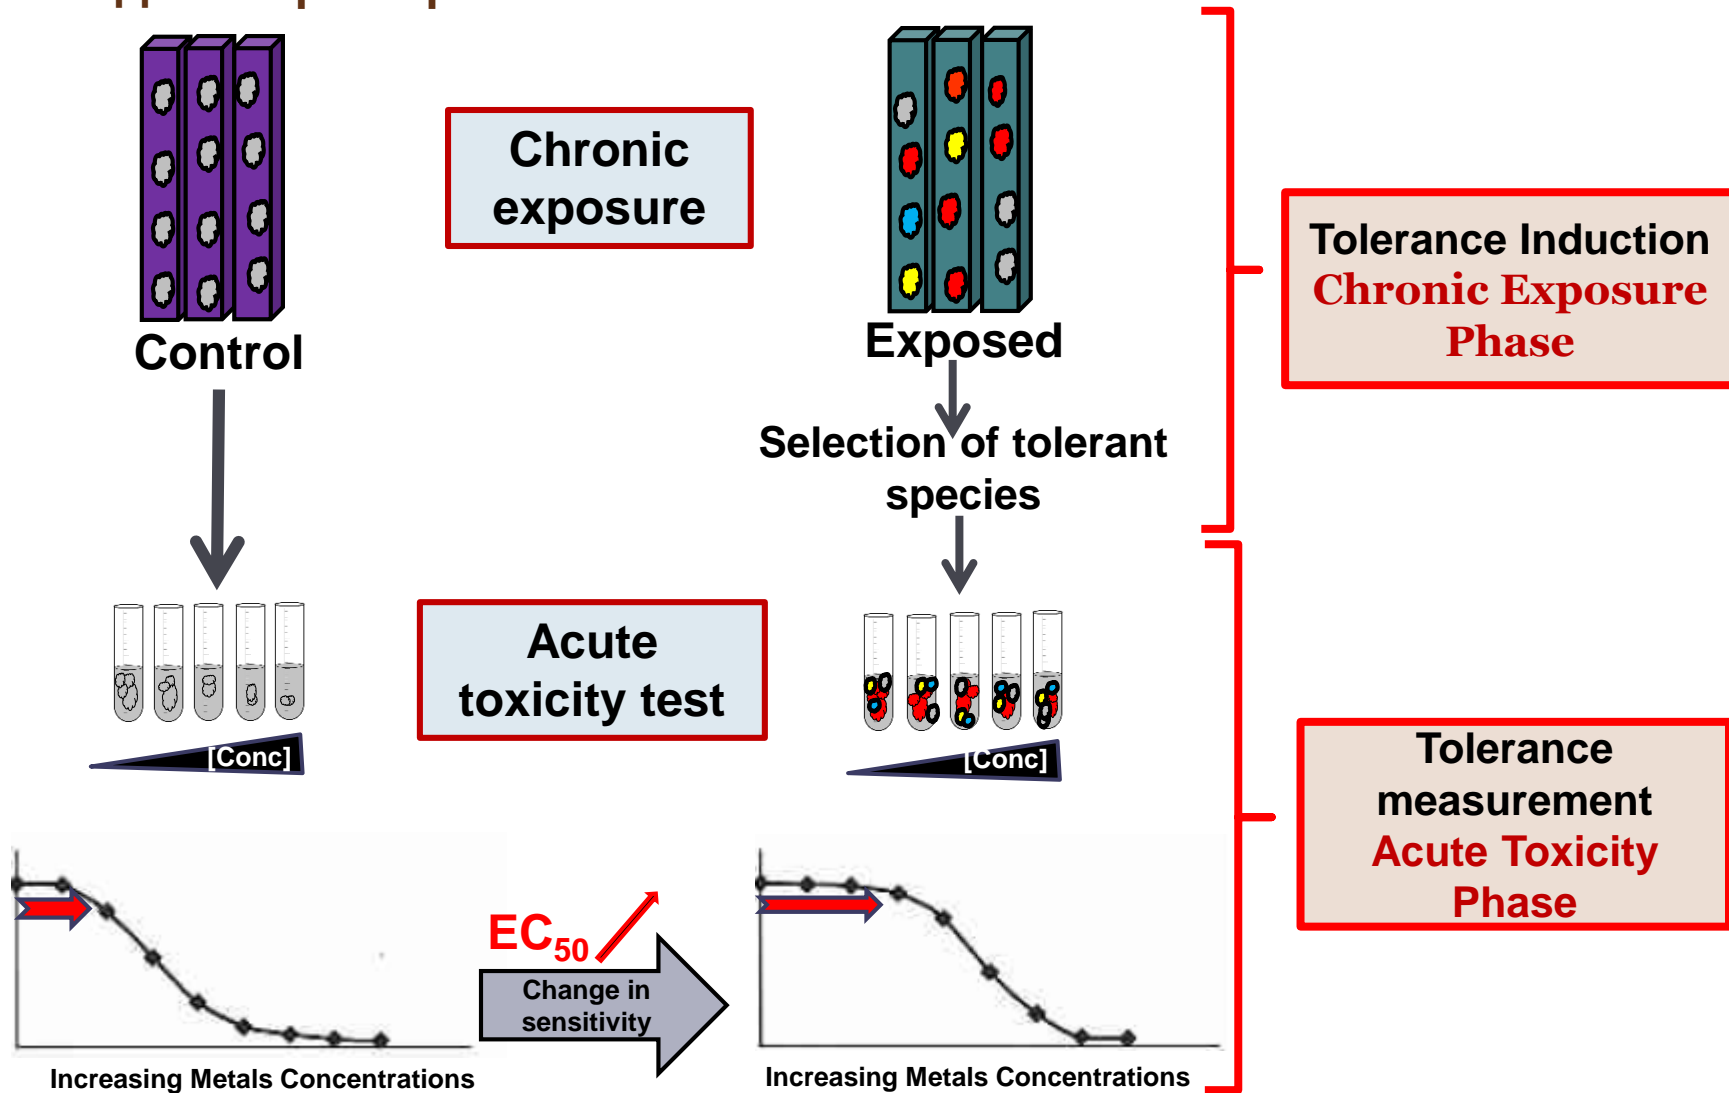 Chronic
exposure
Control
Exposed
Selection of tolerant
species
Tolerance Induction
Chronic Exposure
Phase
Acute
toxicity test
[Conc]
[Conc]
Tolerance
measurement
Acute Toxicity
Phase
EC50
Change in
sensitivity
Increasing Metals Concentrations
Increasing Metals Concentrations